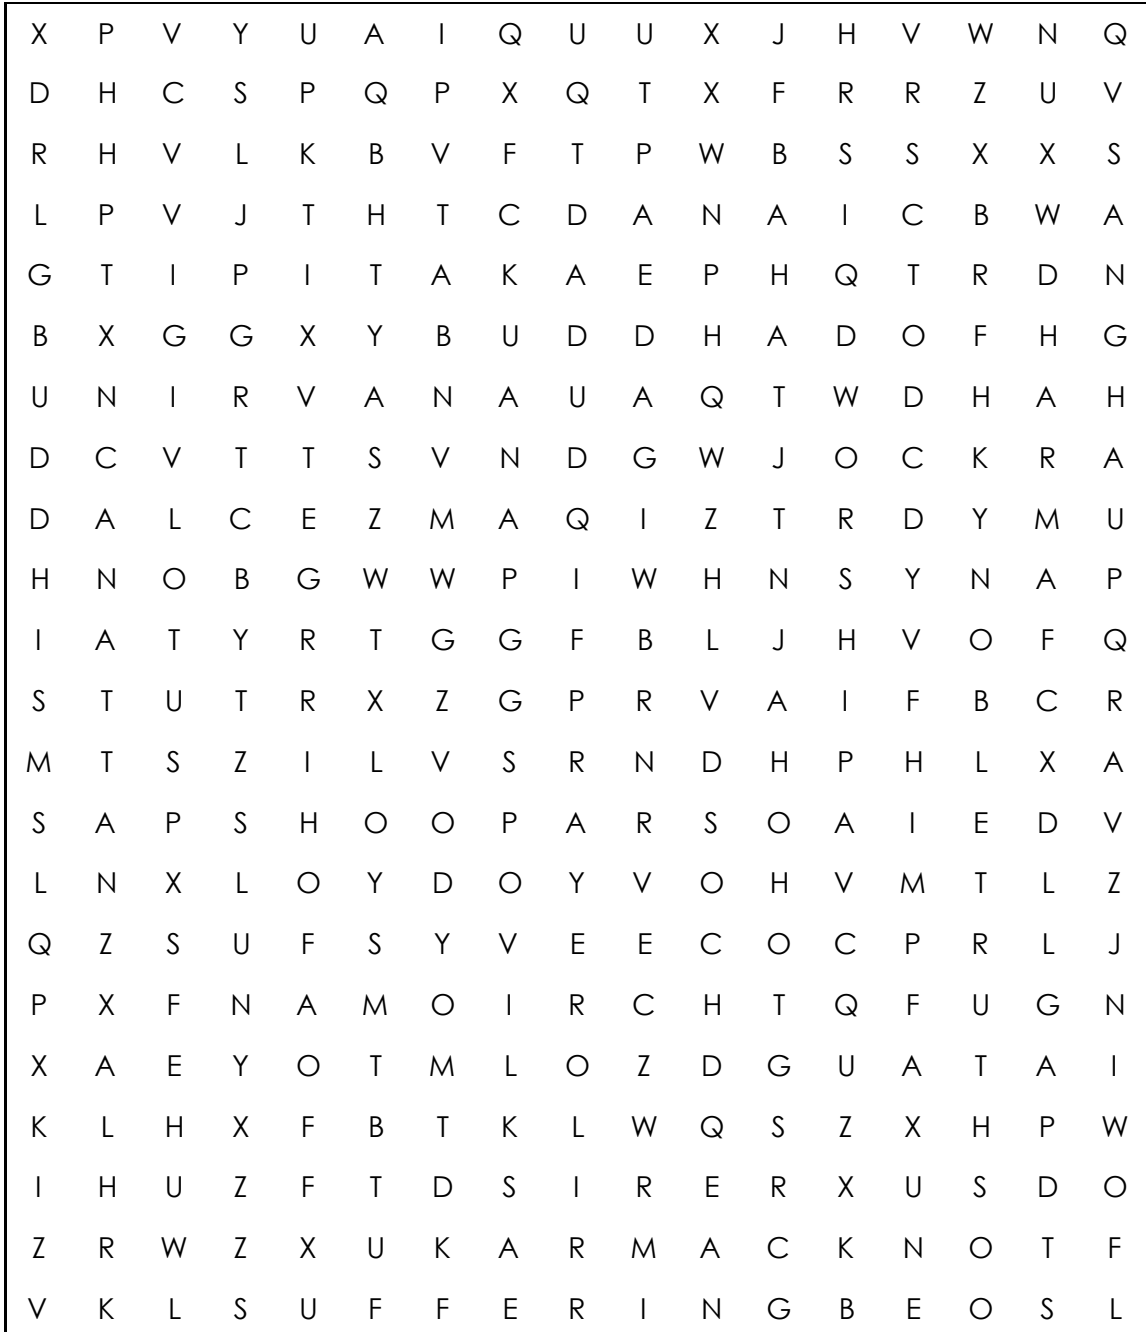 X P V Y U A I Q U U X J H V W N Q
D H C S P Q P X Q T X F R R Z U V
R H V L K B V F T P W B S S X X S
L P V J T H T C D A N A I C B W A
G T I P I T A K A E P H Q T R D N
B X G G X Y B U D D H A D O F H G
U N I R V A N A U A Q T W D H A H
D C V T T S V N D G W J O C K R A
D A L C E Z M A Q I Z T R D Y M U
H N O B G W W P I W H N S Y N A P
I A T Y R T G G F B L J H V O F Q
S T U T R X Z G P R V A I F B C R
M T S Z I L V S R N D H P H L X A
S A P S H O O P A R S O A I E D V
L N X L O Y D O Y V O H V M T L Z
Q Z S U F S Y V E E C O C P R L J
P X F N A M O I R C H T Q F U G N
X A E Y O T M L O Z D G U A T A I
K L H X F B T K L W Q S Z X H P W
I H U Z F T D S I R E R X U S D O
Z R W Z X U K A R M A C K N O T F
V K L S U F F E R I N G B E O S L